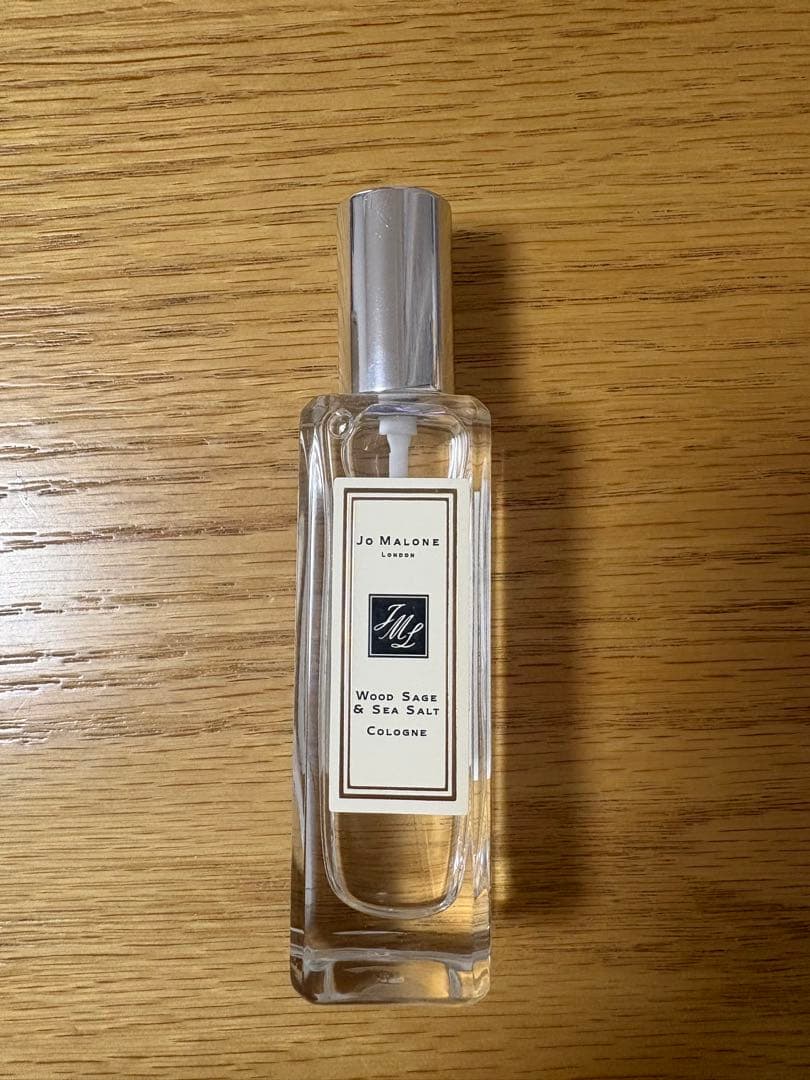 Jo Malone
London
JML
Wood Sage
& Sea Salt
Cologne